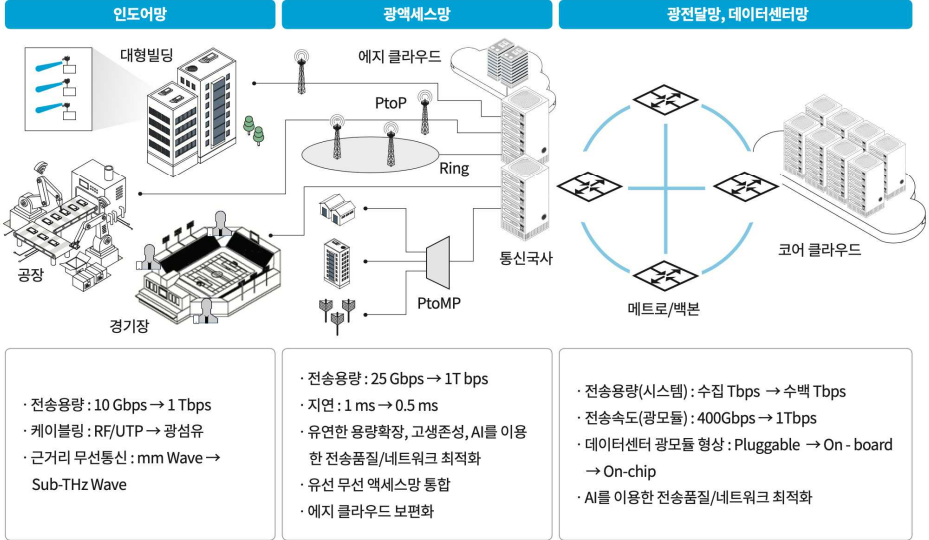 인도어망
광액세스망
광전달망, 데이터센터망
대형빌딩
공장
경기장
에지 클라우드
PtoP
Ring
통신국사
PtoMP
메트로/백본
코어 클라우드
· 전송용량 : 10 Gbps → 1 Tbps
· 케이블링 : RF/UTP → 광섬유
· 근거리 무선통신 : mm Wave →
Sub-THz Wave
· 전송용량 : 25 Gbps → 1T bps
· 지연 : 1 ms → 0.5 ms
· 유연한 용량확장, 고생존성, AI를 이용
한 전송품질/네트워크 최적화
· 유선 무선 액세스망 통합
· 에지 클라우드 보편화
· 전송용량(시스템) : 수집 Tbps → 수백 Tbps
· 전송속도(광모듈) : 400Gbps → 1Tbps
· 데이터센터 광모듈 형상 : Pluggable → On - board
→ On-chip
· AI를 이용한 전송품질/네트워크 최적화